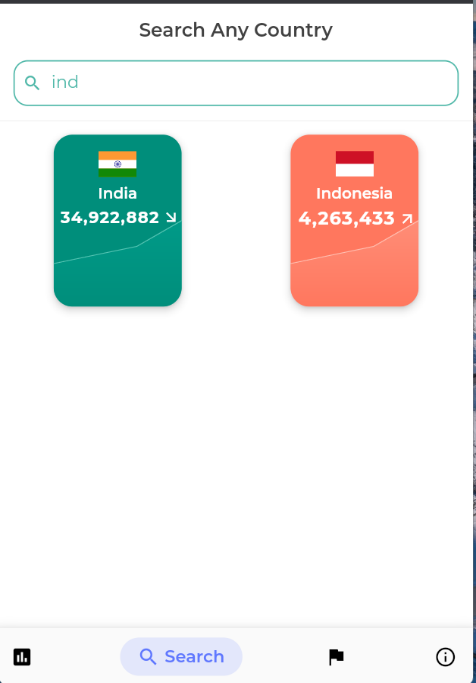 Search Any Country
ind
India
34,922,882
Indonesia
4,263,433
Search